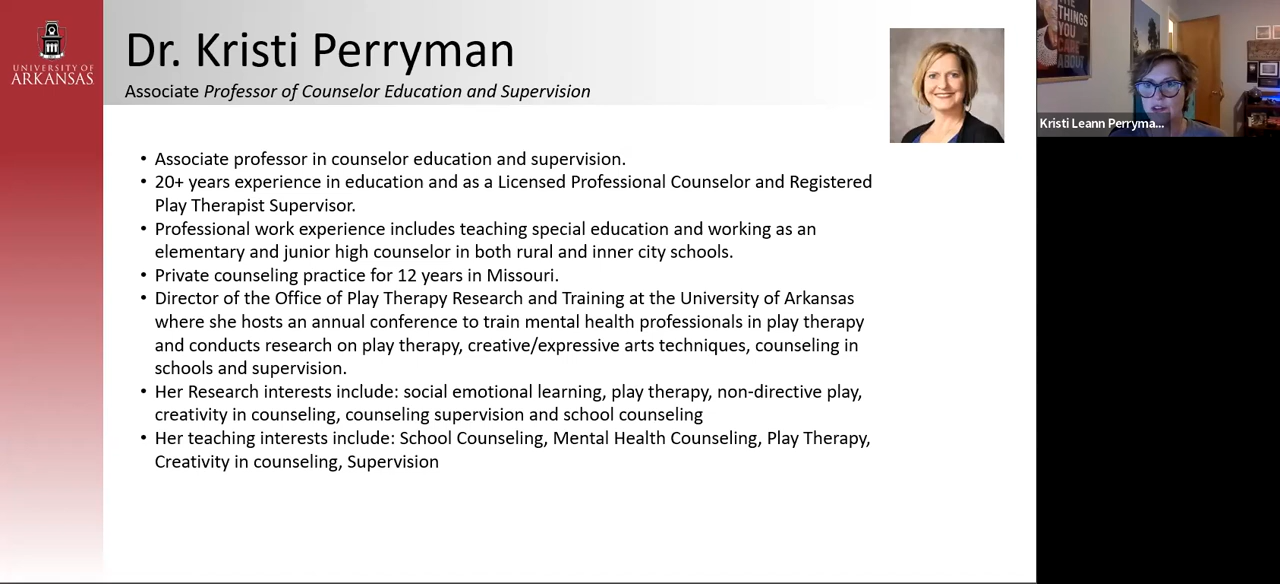 UNIVERSITY OF
ARKANSAS
Dr. Kristi Perryman
Associate Professor of Counselor Education and Supervision
• Associate professor in counselor education and supervision.
• 20+ years experience in education and as a Licensed Professional Counselor and Registered
Play Therapist Supervisor.
• Professional work experience includes teaching special education and working as an
elementary and junior high counselor in both rural and inner city schools.
• Private counseling practice for 12 years in Missouri.
• Director of the Office of Play Therapy Research and Training at the University of Arkansas
where she hosts an annual conference to train mental health professionals in play therapy
and conducts research on play therapy, creative/expressive arts techniques, counseling in
schools and supervision.
• Her Research interests include: social emotional learning, play therapy, non-directive play,
creativity in counseling, counseling supervision and school counseling
• Her teaching interests include: School Counseling, Mental Health Counseling, Play Therapy,
Creativity in counseling, Supervision
THE
THINGS
YOU
ABOUT
Kristi Leann Perryma...